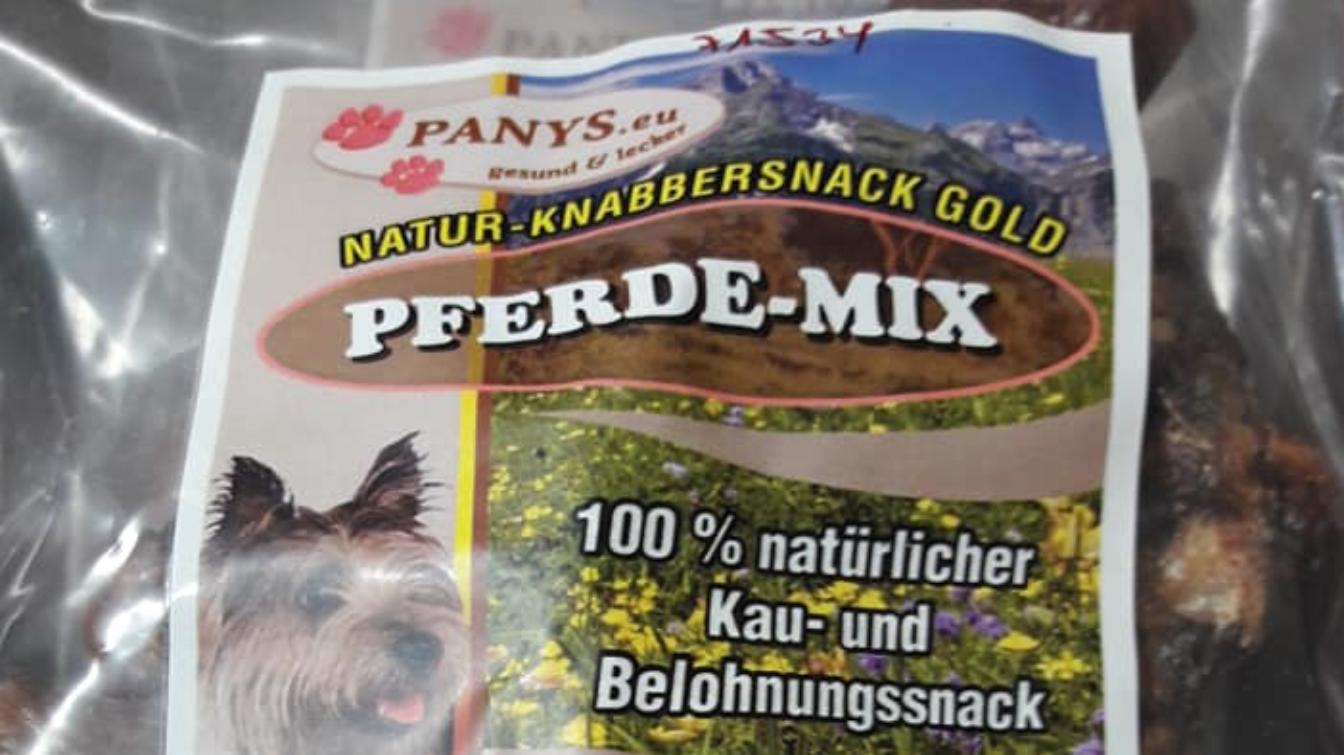 71534
PANYS.eu
gesund & lecker
NATUR-KNABBERSNACK GOLD
PFERDE-MIX
100 % natürlicher
Kau- und
Belohnungssnack